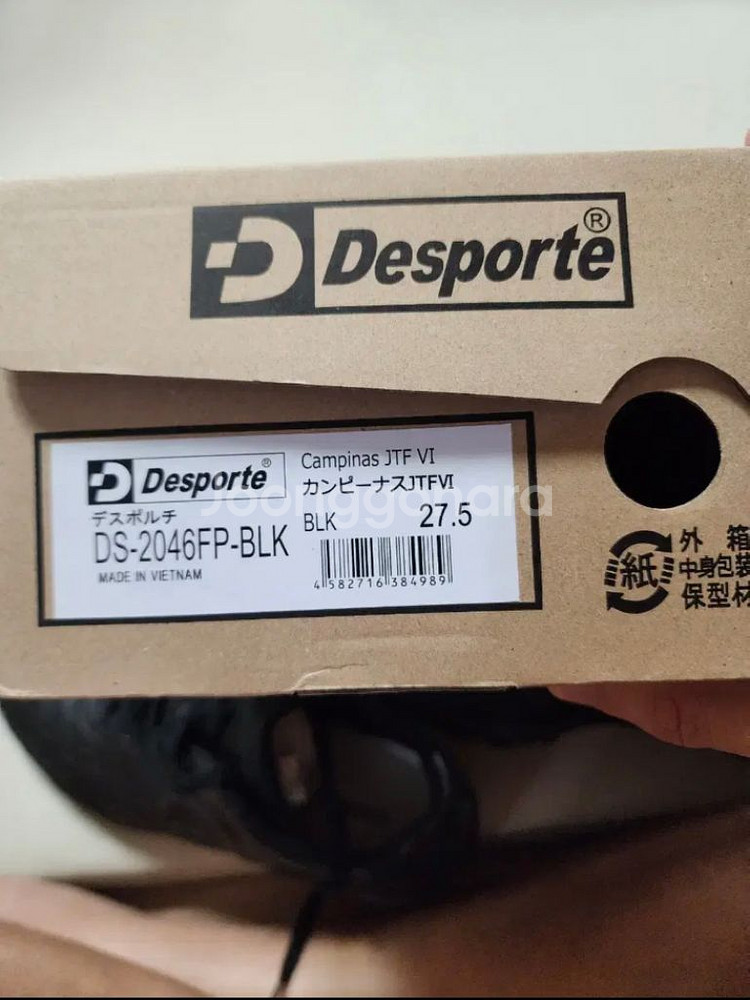 Desporte®
Desporte®
デスポルチ
DS-2046FP-BLK
MADE IN VIETNAM
Campinas JTF VI
カンピーナスJTFVI
BLK 27.5
4 582716 384989
Joonggonara
紙
外箱
中身包装
保型材